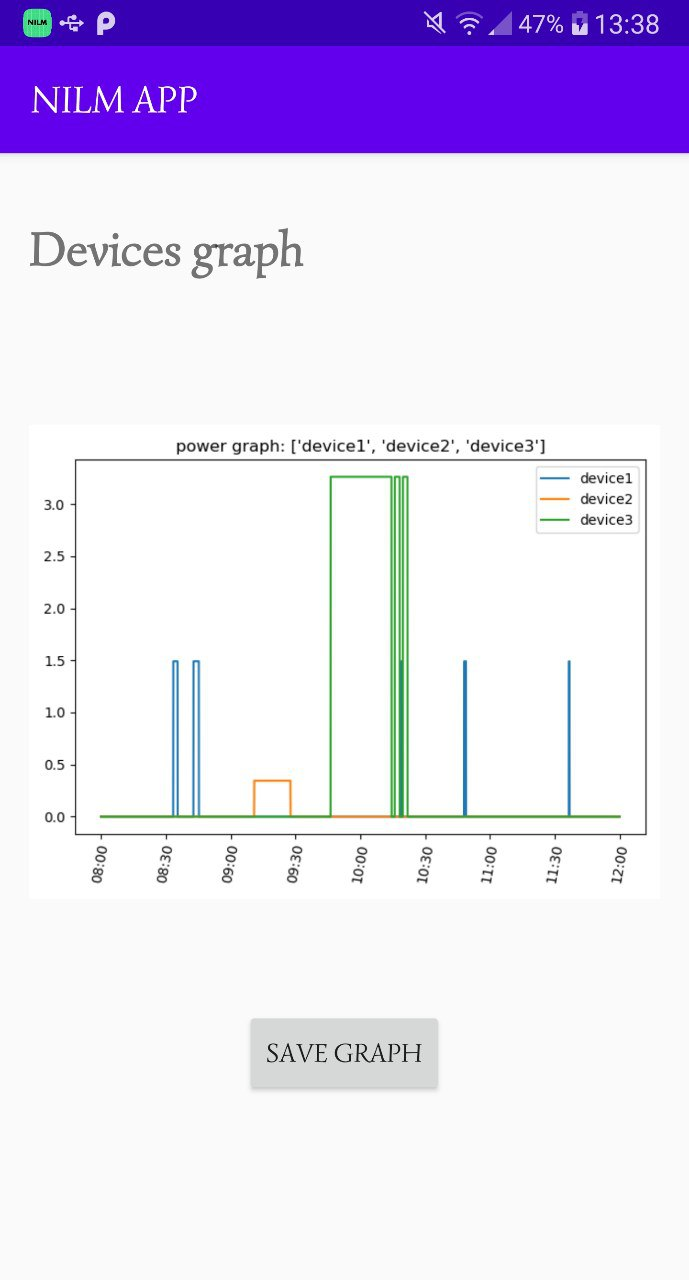 NILM 47% 13:38
NILM APP
Devices graph
power graph: ['device1', 'device2', 'device3']
device1
device2
device3
3.0
2.5
2.0
1.5
1.0
0.5
0.0
08:00 08:30 09:00 09:30 10:00 10:30 11:00 11:30 12:00
SAVE GRAPH